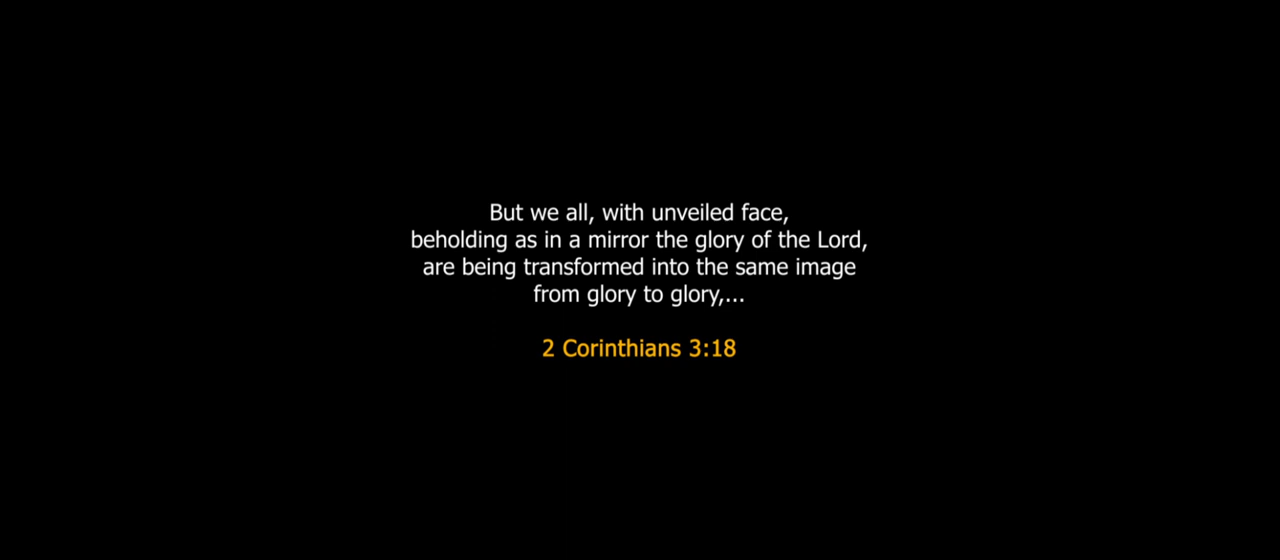 But we all, with unveiled face,
beholding as in a mirror the glory of the Lord,
are being transformed into the same image
from glory to glory,...
2 Corinthians 3:18